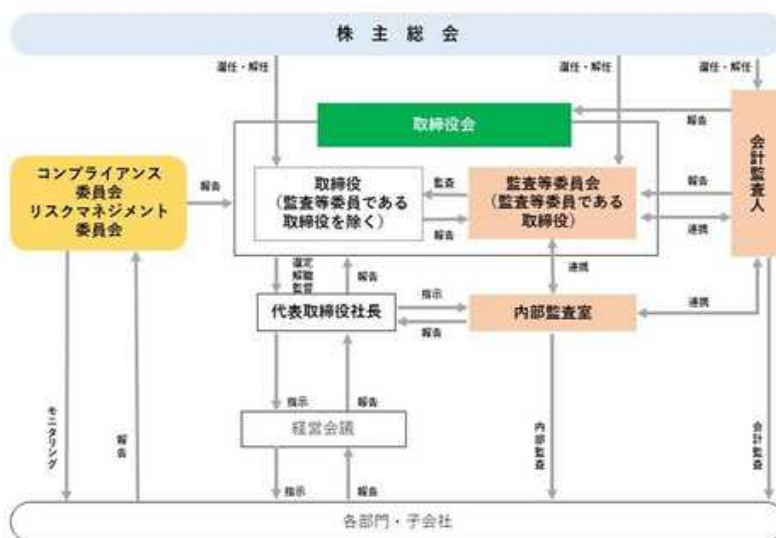 株主総会
選任・解任
選任・解任
選任・解任
取締役会
報告
会計監査人
コンプライアンス
委員会
リスクマネジメント
委員会
報告
取締役
（監査等委員である
取締役を除く）
監査
報告
監査等委員会
（監査等委員である
取締役）
報告
連携
選定
解職
監督
報告
連携
代表取締役社長
指示
報告
内部監査室
連携
指示
報告
経営会議
モニタリング
報告
内部監査
会計監査
指示
報告
各部門・子会社